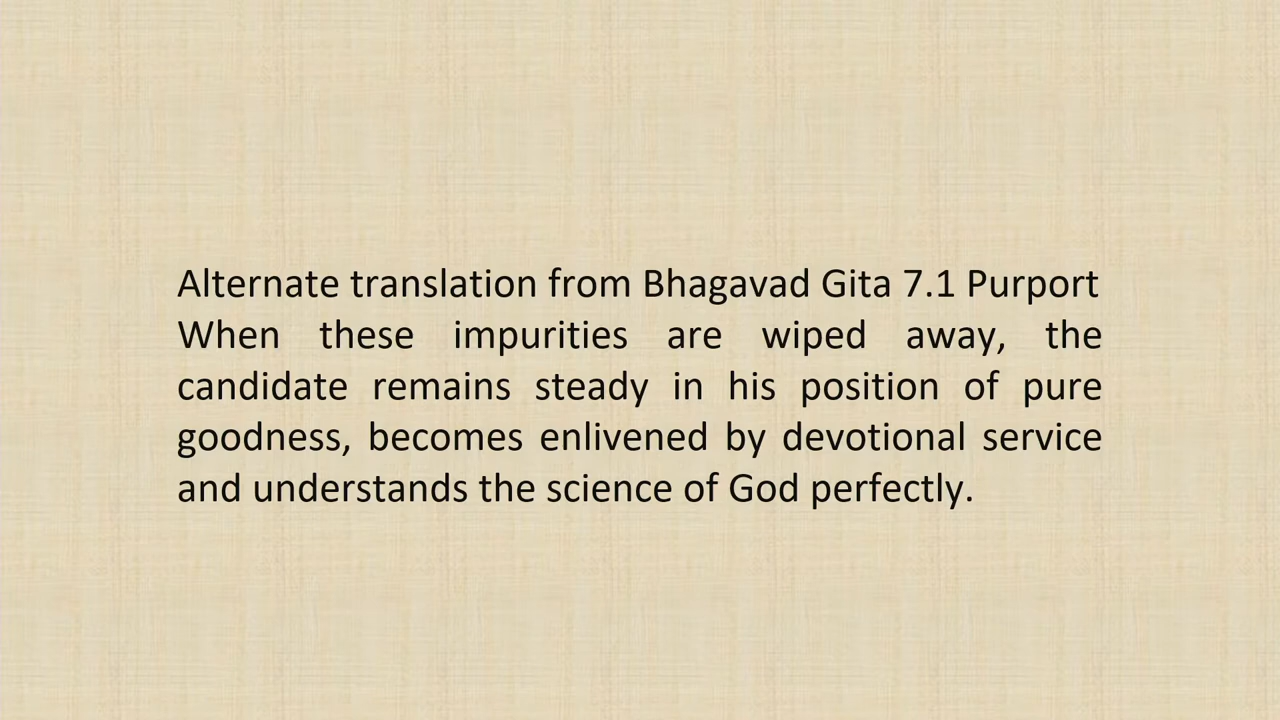 Alternate translation from Bhagavad Gita 7.1 Purport
When these impurities are wiped away, the
candidate remains steady in his position of pure
goodness, becomes enlivened by devotional service
and understands the science of God perfectly.